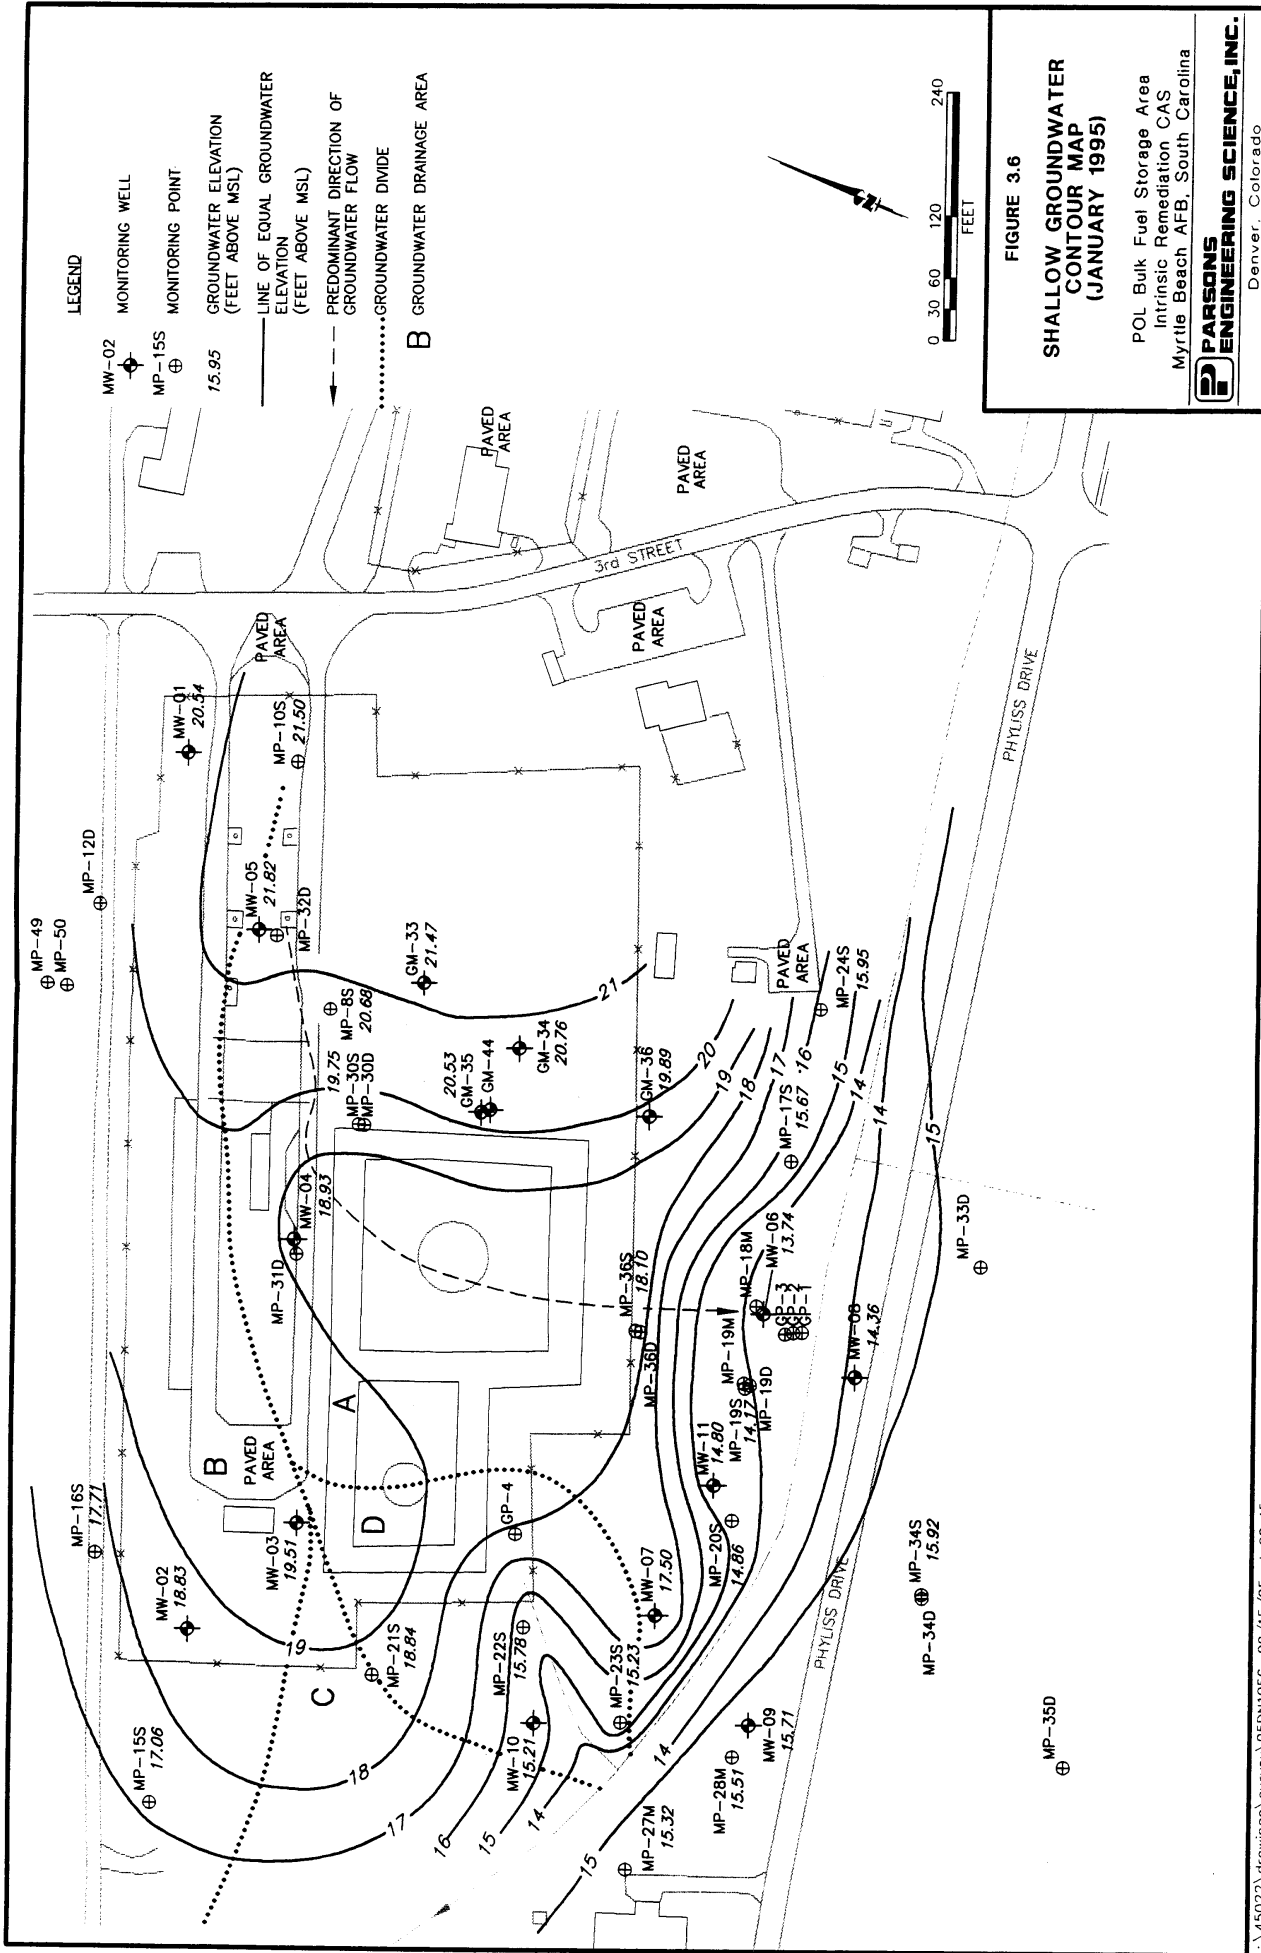 LEGEND
MW-02
MONITORING WELL
MP-15S
MONITORING POINT
15.95
GROUNDWATER ELEVATION
(FEET ABOVE MSL)
LINE OF EQUAL GROUNDWATER
ELEVATION
(FEET ABOVE MSL)
PREDOMINANT DIRECTION OF
GROUNDWATER FLOW
GROUNDWATER DIVIDE
B
GROUNDWATER DRAINAGE AREA
N
0 30 60 120 240
FEET
FIGURE 3.6
SHALLOW GROUNDWATER
CONTOUR MAP
(JANUARY 1995)
POL Bulk Fuel Storage Area
Intrinsic Remediation CAS
Myrtle Beach AFB, South Carolina
PARSONS
ENGINEERING SCIENCE, INC.
Denver, Colorado
MP-49
MP-50
MP-12D
MW-01
20.54
PAVED
AREA
MP-10S
21.50
MW-05
21.82
MP-32D
GM-33
21.47
MP-8S
20.68
19.75
MP-30S
MP-30D
20.53
GM-35
GM-44
GM-34
20.76
GM-36
19.89
21
20
19
18
17
16
15
14
14
15
PAVED
AREA
PAVED
AREA
PAVED
AREA
3rd STREET
PAVED
AREA
MP-24S
15.95
MP-17S
15.67
PHYLISS DRIVE
MW-04
18.93
MP-31D
MP-36S
18.10
MP-36D
MP-18M
MW-06
13.74
GP-3
GP-2
GP-1
MP-19M
MP-19S
14.17
MP-19D
MW-08
14.36
MP-33D
MW-11
14.80
MP-20S
14.86
A
B
C
D
PAVED
AREA
GP-4
MP-16S
17.71
MW-02
18.83
MW-03
19.51
MW-07
17.50
MP-21S
18.84
MP-22S
15.78
MP-23S
15.23
MW-10
15.21
MP-15S
17.06
19
18
17
16
15
14
14
15
MP-34S
15.92
MP-34D
PHYLISS DRIVE
MW-09
15.71
MP-28M
15.51
MP-27M
15.32
MP-35D